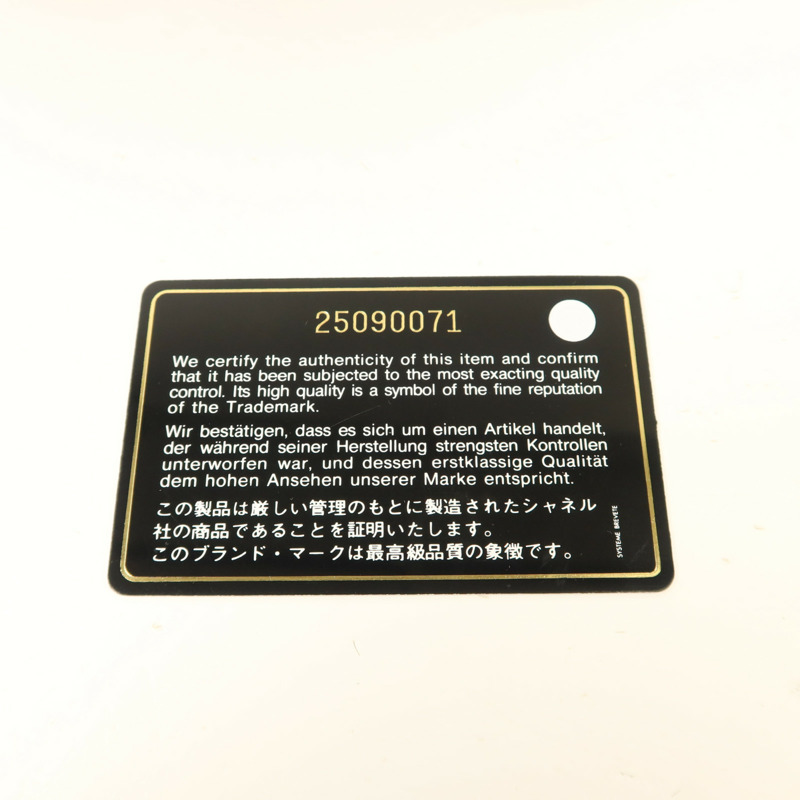 25090071
We certify the authenticity of this item and confirm
that it has been subjected to the most exacting quality
control. Its high quality is a symbol of the fine reputation
of the Trademark.
Wir bestätigen, dass es sich um einen Artikel handelt,
der während seiner Herstellung strengsten Kontrollen
unterworfen war, und dessen erstklassige Qualität
dem hohen Ansehen unserer Marke entspricht.
この製品は厳しい管理のもとに製造されたシャネル
社の商品であることを証明いたします。
このブランド・マークは最高級品質の象徴です。
SYSTEME BREVETE